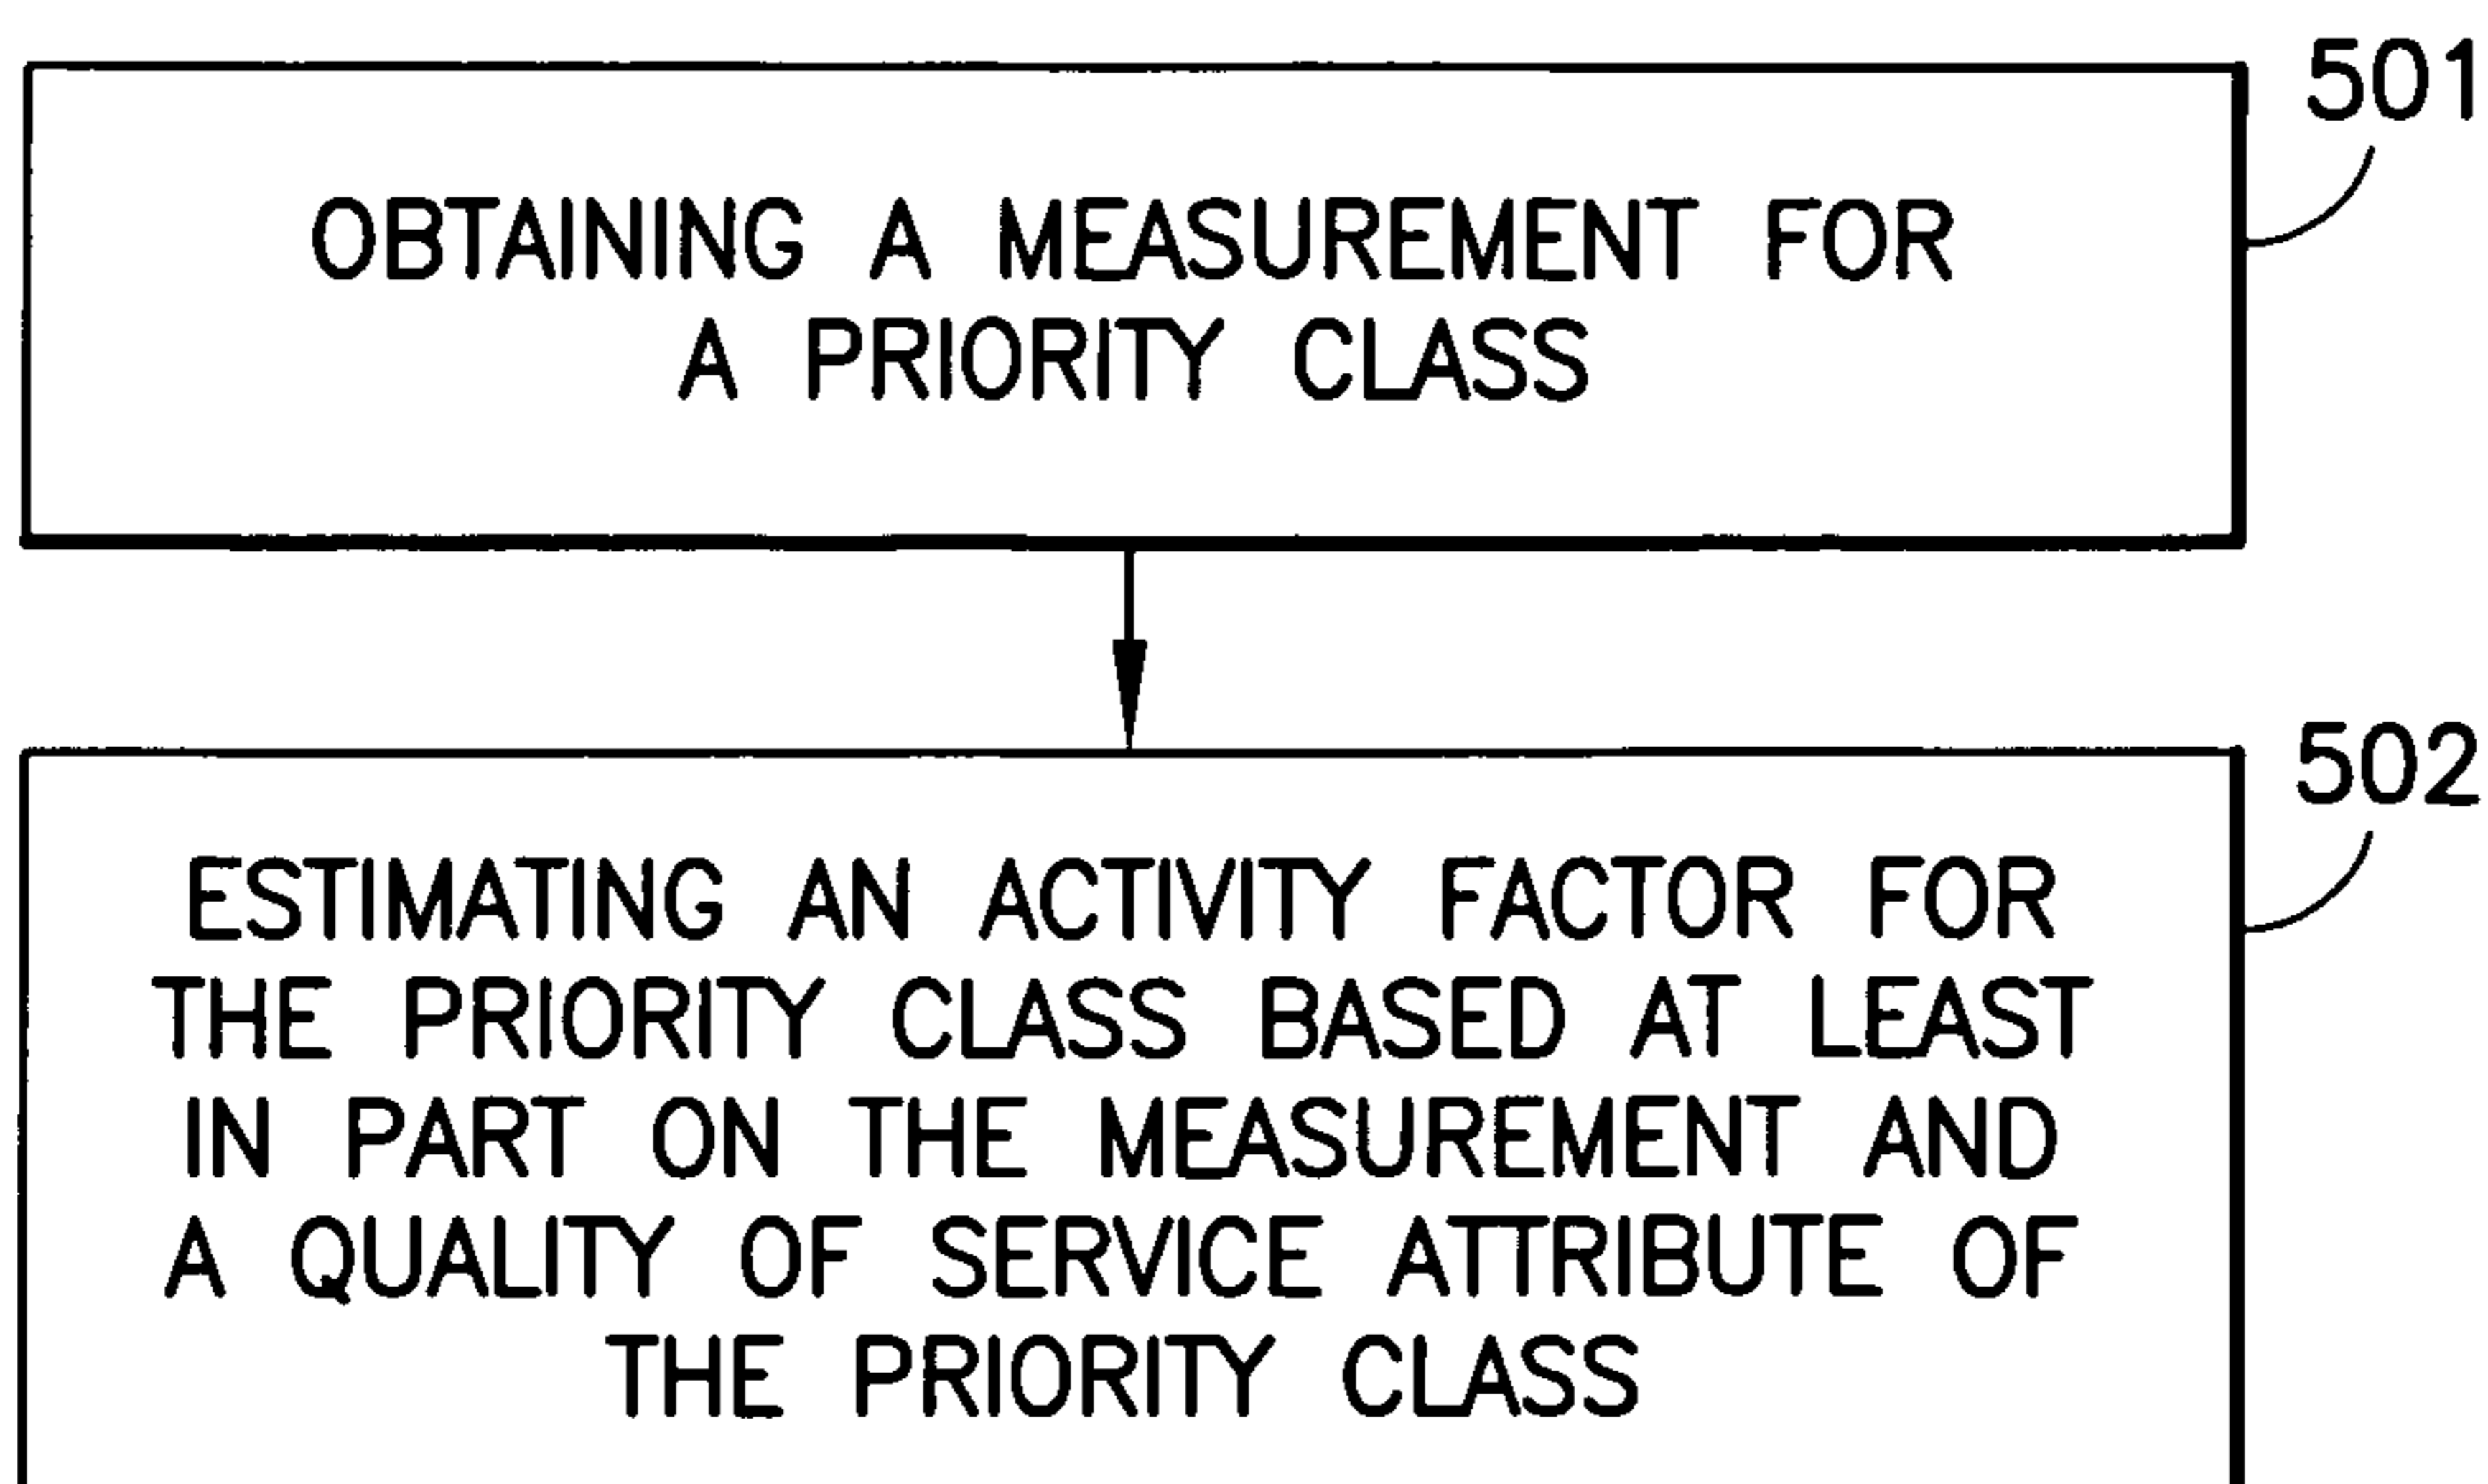 501
OBTAINING A MEASUREMENT FOR
A PRIORITY CLASS
502
ESTIMATING AN ACTIVITY FACTOR FOR
THE PRIORITY CLASS BASED AT LEAST
IN PART ON THE MEASUREMENT AND
A QUALITY OF SERVICE ATTRIBUTE OF
THE PRIORITY CLASS